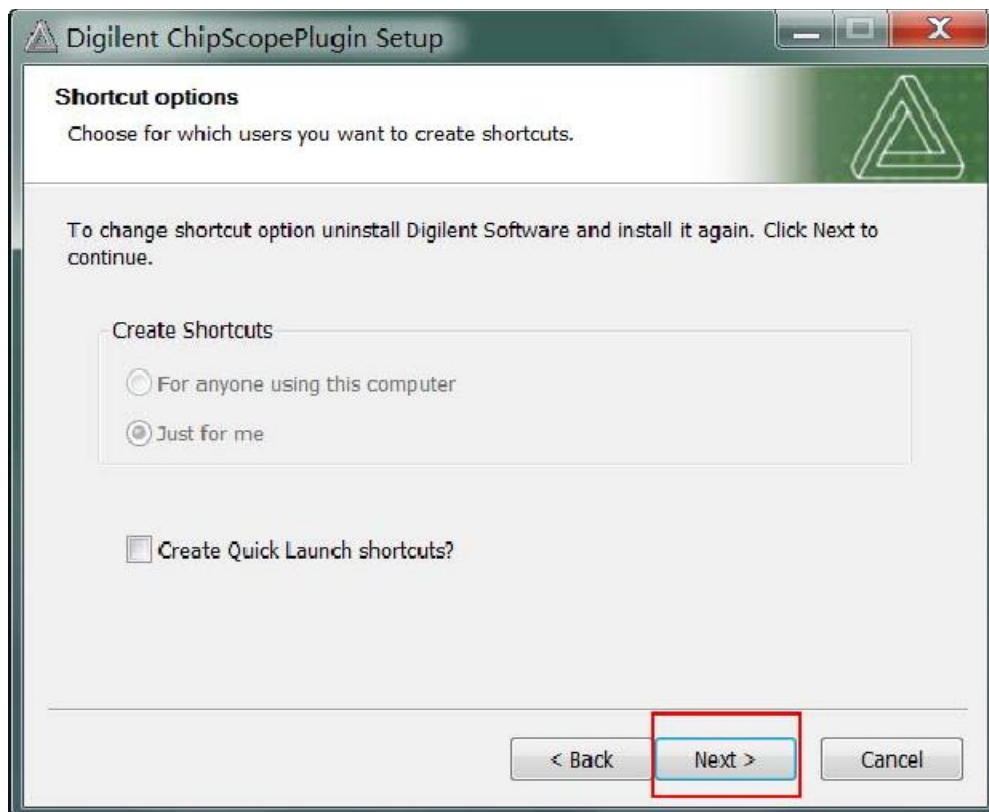 Digilent ChipScopePlugin Setup
Shortcut options
Choose for which users you want to create shortcuts.
To change shortcut option uninstall Digilent Software and install it again. Click Next to
continue.
Create Shortcuts
For anyone using this computer
Just for me
Create Quick Launch shortcuts?
< Back
Next >
Cancel